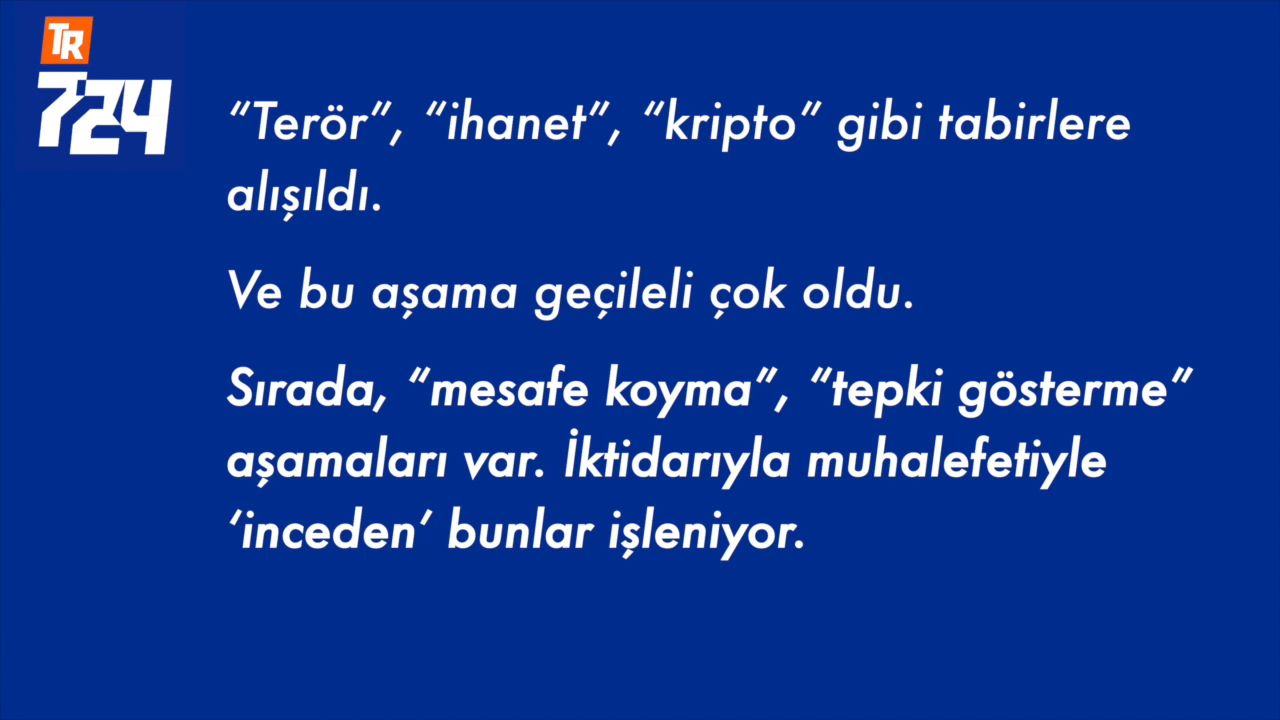 TR
724
“Terör”, “ihanet”, “kripto” gibi tabirlere
alışıldı.
Ve bu aşama geçileli çok oldu.
Sırada, “mesafe koyma”, “tepki gösterme”
aşamaları var. İktidarıyla muhalefetiyle
‘inceden’ bunlar işleniyor.